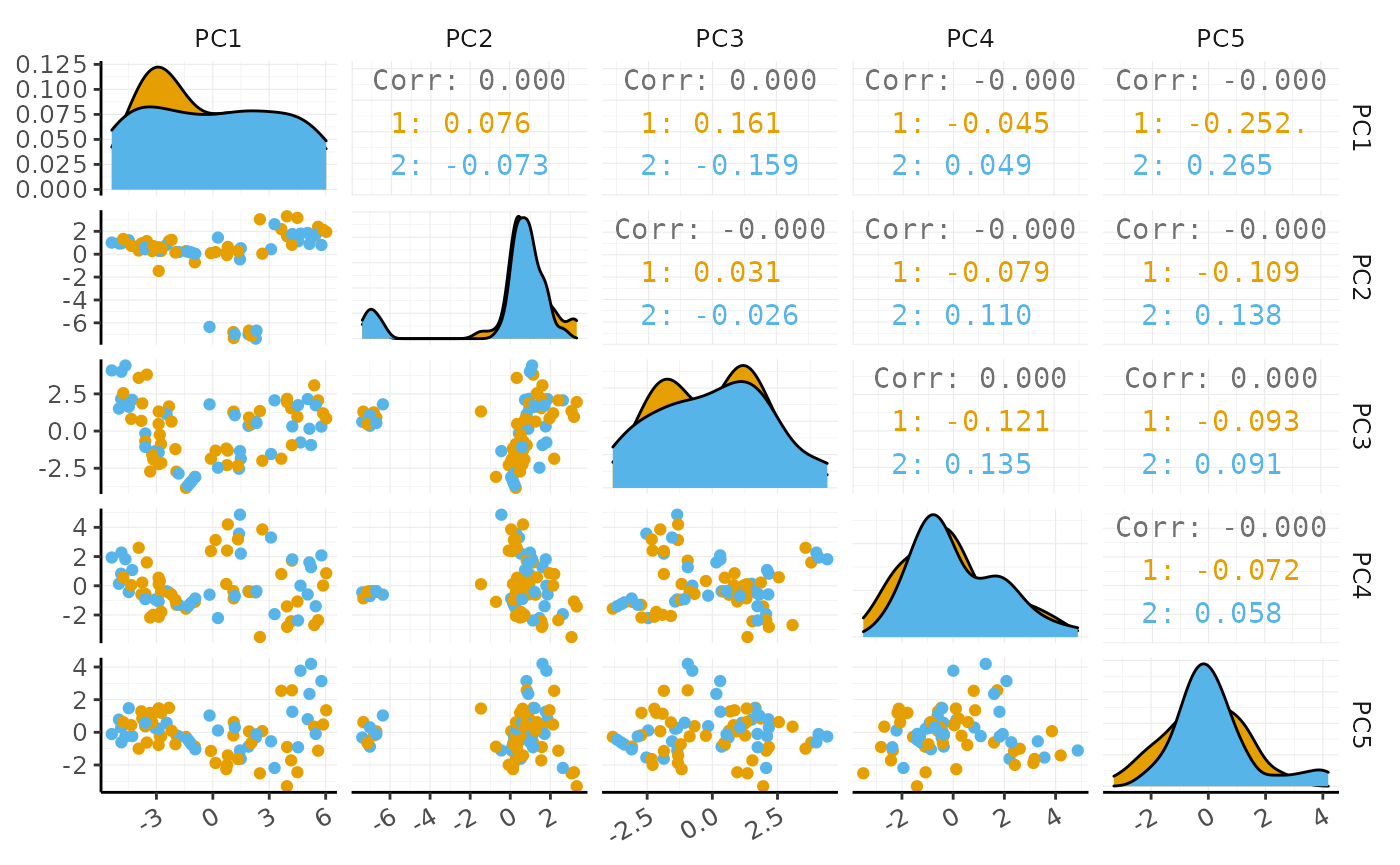 PC1 PC2 PC3 PC4 PC5
0.125
0.100
0.075
0.050
0.025
0.000
Corr: 0.000
1: 0.076
2: -0.073
Corr: 0.000
1: 0.161
2: -0.159
Corr: -0.000
1: -0.045
2: 0.049
Corr: -0.000
1: -0.252.
2: 0.265
PC1
2
0
-2
-4
-6
Corr: -0.000
1: 0.031
2: -0.026
Corr: -0.000
1: -0.079
2: 0.110
Corr: -0.000
1: -0.109
2: 0.138
PC2
2.5
0.0
-2.5
Corr: 0.000
1: -0.121
2: 0.135
Corr: 0.000
1: -0.093
2: 0.091
PC3
4
2
0
-2
Corr: -0.000
1: -0.072
2: 0.058
PC4
4
2
0
-2
PC5
-3 0 3 6
-6 -4 -2 0 2
-2.5 0.0 2.5
-2 0 2 4
-2 0 2 4